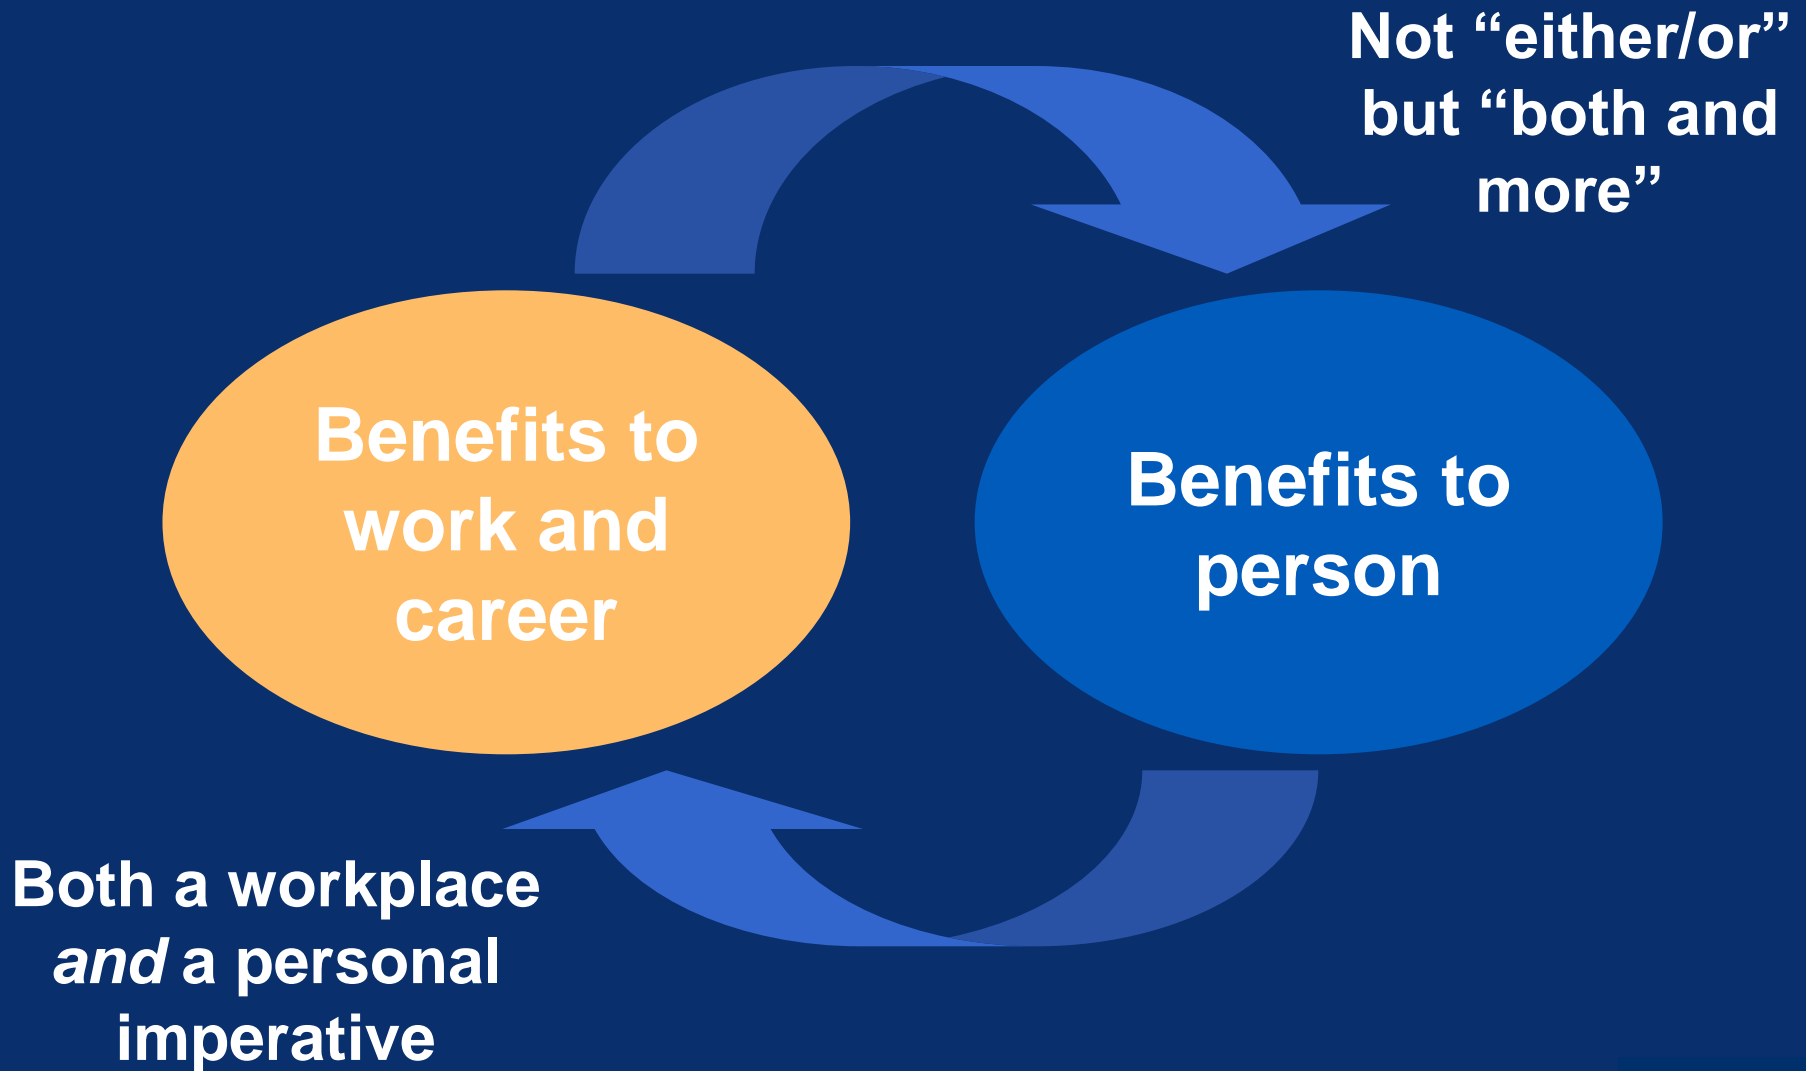 Not “either/or”
but “both and
more”
Benefits to
work and
career
Benefits to
person
Both a workplace
and a personal
imperative